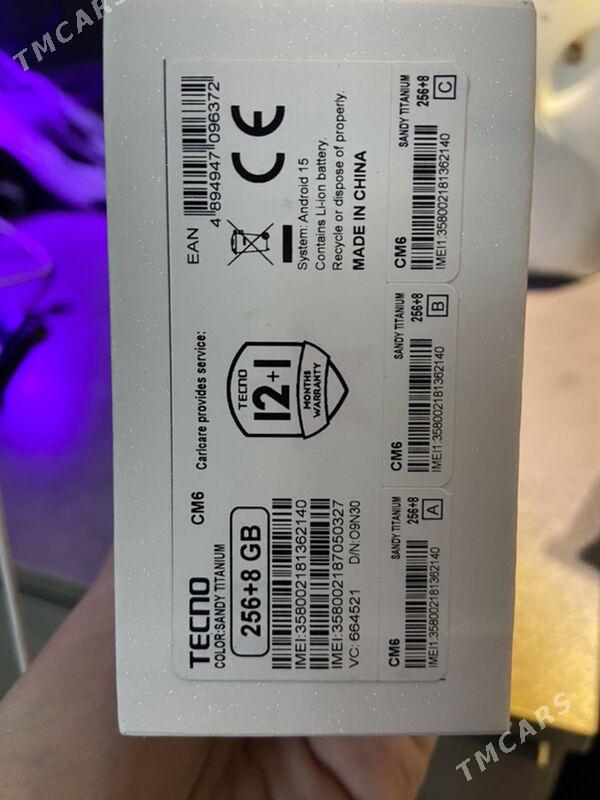 TMCARS
TECNO CM6
COLOR:SANDY TITANIUM
256+8 GB
IMEI:358002181362140
IMEI:358002187050327
VC: 664521 D/N:O9N30
Carlcare provides service:
TECNO
12+1
MONTHS
WARRANTY
EAN
4 894947 096372
CE
System: Android 15
Contains Li-ion battery.
Recycle or dispose of properly.
MADE IN CHINA
CM6
SANDY TITANIUM
256+8 A
IMEI1:358002181362140
CM6
SANDY TITANIUM
256+8 B
IMEI1:358002181362140
CM6
SANDY TITANIUM
256+8 C
IMEI1:358002181362140
TMCARS